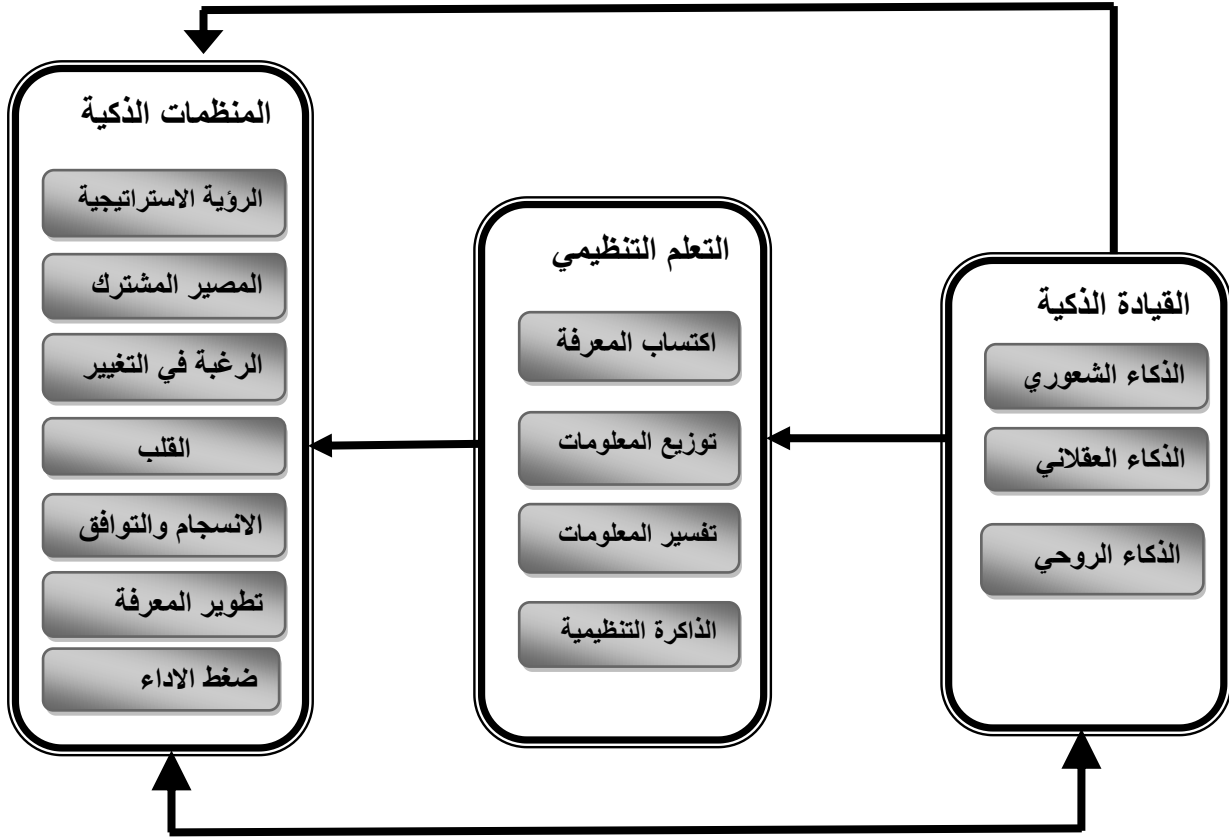 القيادة الذكية
الذكاء الشعوري
الذكاء العقلاني
الذكاء الروحي
التعلم التنظيمي
اكتساب المعرفة
توزيع المعلومات
تفسير المعلومات
الذاكرة التنظيمية
المنظمات الذكية
الرؤية الاستراتيجية
المصير المشترك
الرغبة في التغيير
القلب
الانسجام والتوافق
تطوير المعرفة
ضغط الاداء